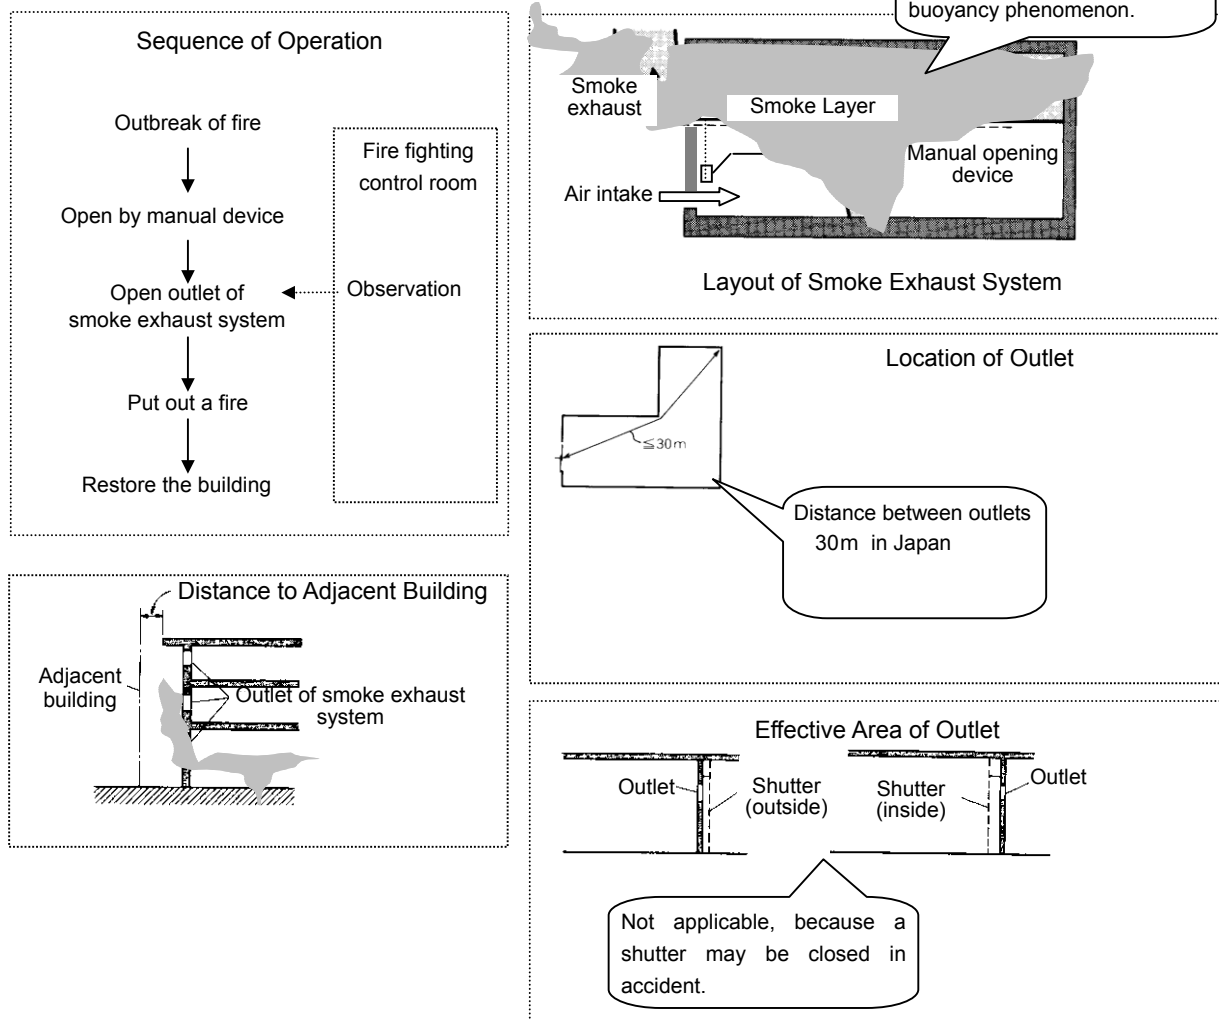 Sequence of Operation
Outbreak of fire
Open by manual device
Open outlet of
smoke exhaust system
Put out a fire
Restore the building
Fire fighting
control room
Observation
buoyancy phenomenon.
Smoke
exhaust
Smoke Layer
Manual opening
device
Air intake
Layout of Smoke Exhaust System
Location of Outlet
≦30m
Distance between outlets
30m in Japan
Distance to Adjacent Building
Adjacent
building
Outlet of smoke exhaust
system
Effective Area of Outlet
Outlet
Shutter
(outside)
Shutter
(inside)
Outlet
Not applicable, because a
shutter may be closed in
accident.